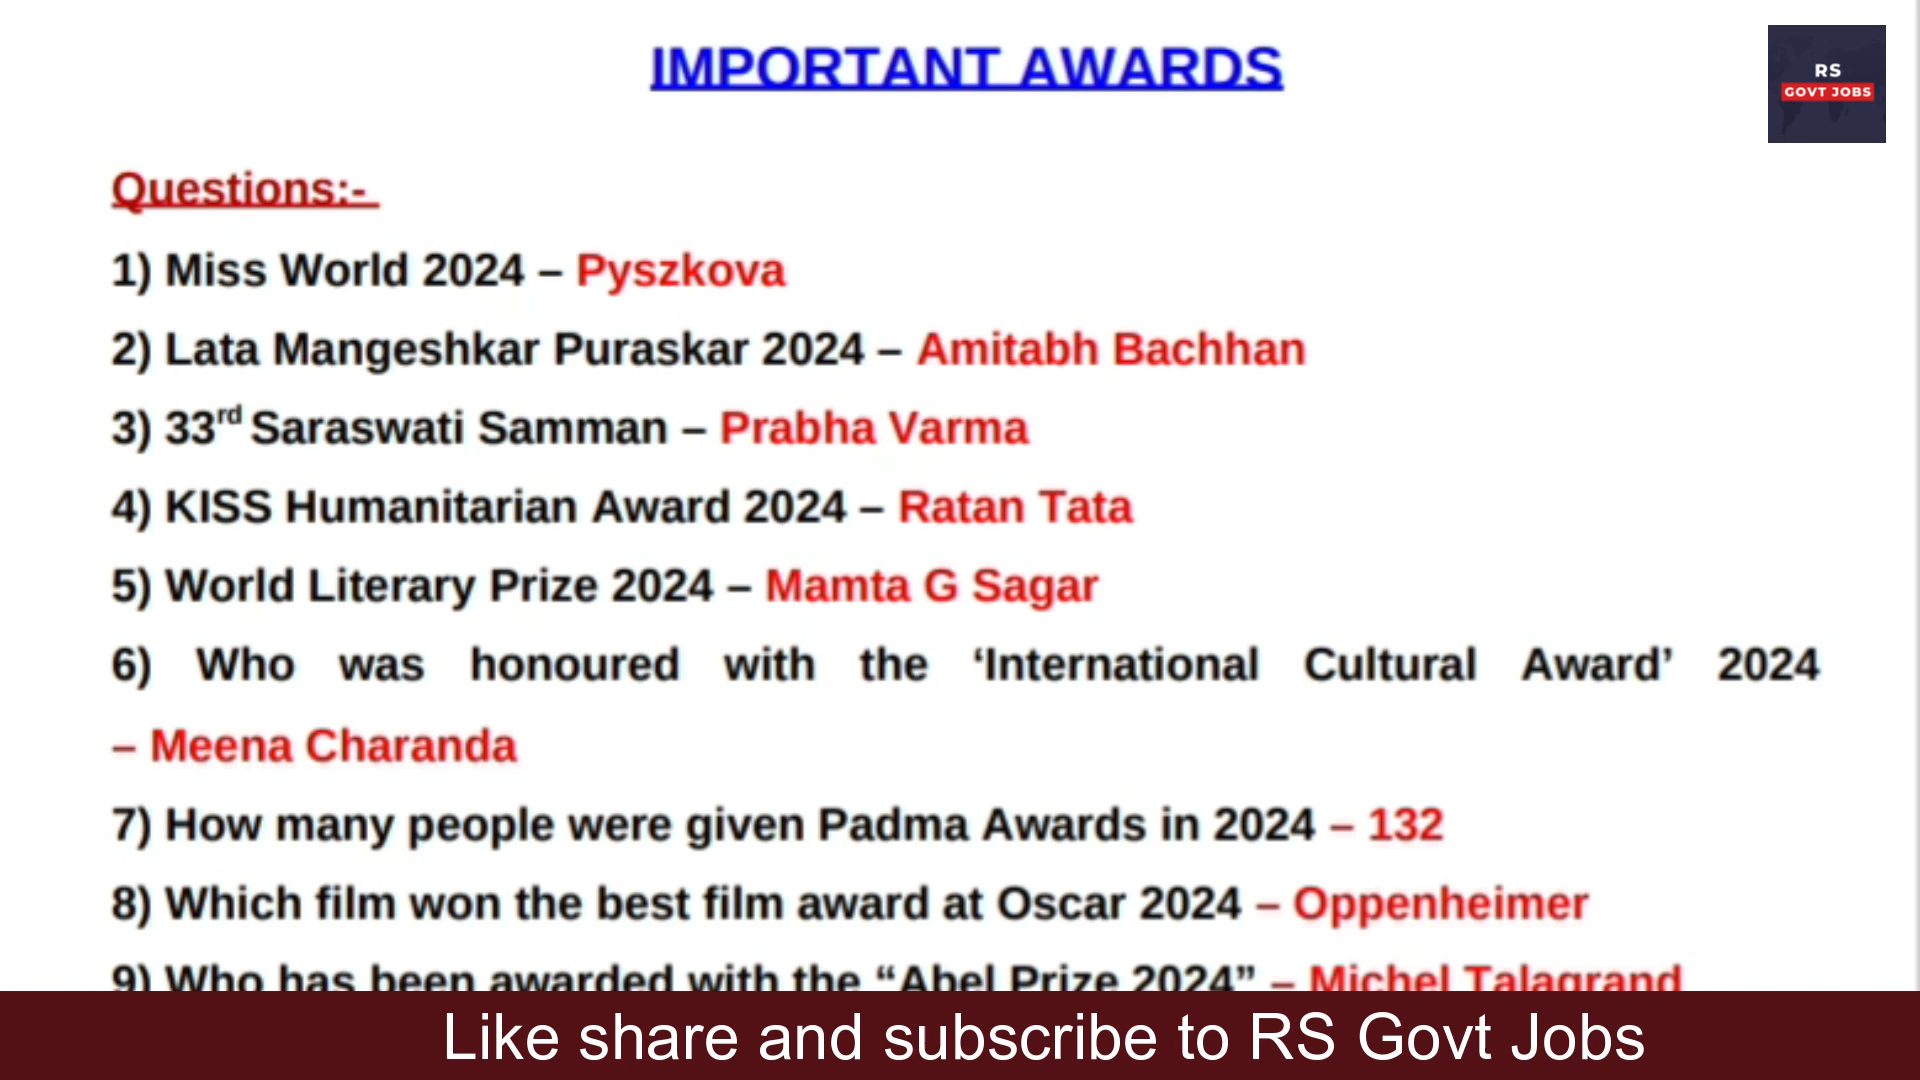 IMPORTANT AWARDS
RS
GOVT JOBS
Questions:-
1) Miss World 2024 – Pyszkova
2) Lata Mangeshkar Puraskar 2024 – Amitabh Bachhan
3) 33rd Saraswati Samman – Prabha Varma
4) KISS Humanitarian Award 2024 – Ratan Tata
5) World Literary Prize 2024 – Mamta G Sagar
6) Who was honoured with the ‘International Cultural Award’ 2024
– Meena Charanda
7) How many people were given Padma Awards in 2024 – 132
8) Which film won the best film award at Oscar 2024 – Oppenheimer
9) Who has been awarded with the “Abel Prize 2024” – Michel Talagrand
Like share and subscribe to RS Govt Jobs